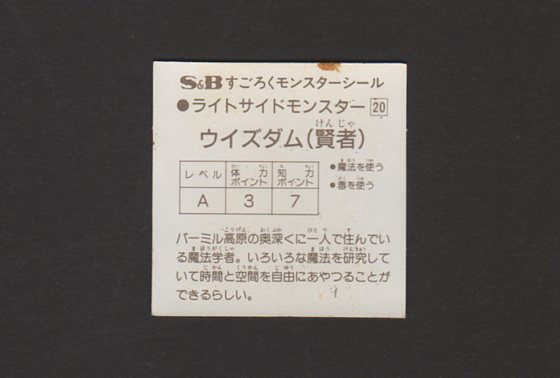 S&Bすごろくモンスターシール
●ライトサイドモンスター 20
けんじゃ
ウイズダム(賢者)
レベル 体力ポイント 知力ポイント
A 3 7
●魔法を使う
●毒を使う
バーミル高原の奥深くに一人で住んでい
る魔法学者。いろいろな魔法を研究して
いて時間と空間を自由にあやつることが
できるらしい。